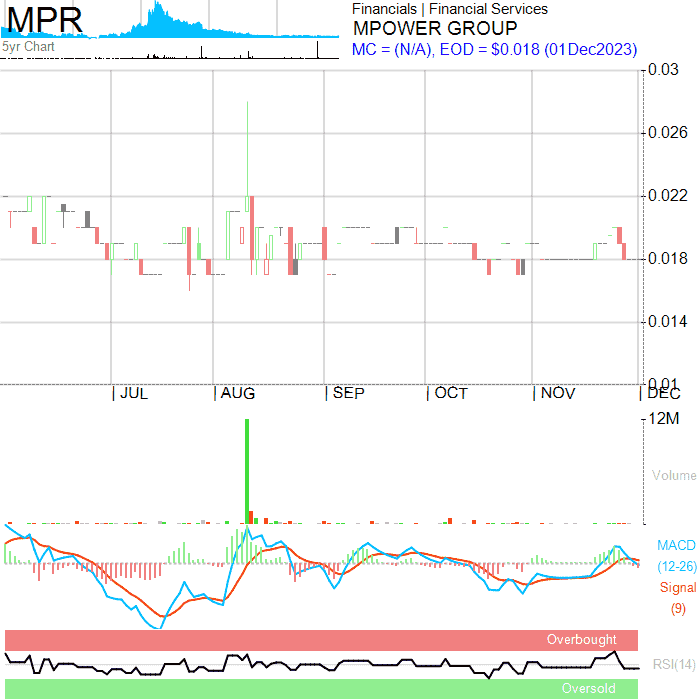 MPR
5yr Chart
Financials | Financial Services
MPOWER GROUP
MC = (N/A), EOD = $0.018 (01Dec2023)
0.03
0.026
0.022
0.018
0.014
0.01
JUL
AUG
SEP
OCT
NOV
DEC
12M
Volume
MACD
(12-26)
Signal
(9)
Overbought
RSI(14)
Oversold